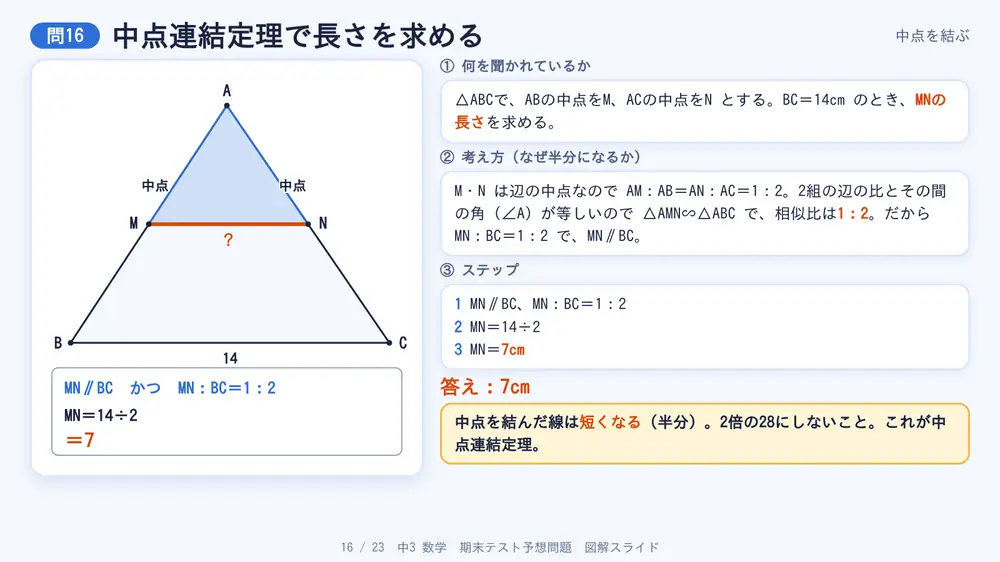 問16
中点連結定理で長さを求める
中点を結ぶ
A
中点
中点
M
N
?
B
C
14
MN∥BC かつ MN:BC=1:2
MN=14÷2
=7
① 何を聞かれているか
△ABCで、ABの中点をM、ACの中点をN とする。BC=14cm のとき、MNの
長さを求める。
② 考え方（なぜ半分になるか）
M・N は辺の中点なので AM:AB=AN:AC=1:2。2組の辺の比とその間
の角（∠A）が等しいので △AMN∽△ABC で、相似比は1:2。だから
MN:BC=1:2 で、MN∥BC。
③ ステップ
1 MN∥BC、MN:BC=1:2
2 MN=14÷2
3 MN=7cm
答え:7cm
中点を結んだ線は短くなる（半分）。2倍の28にしないこと。これが中
点連結定理。
16 / 23 中3 数学 期末テスト予想問題 図解スライド